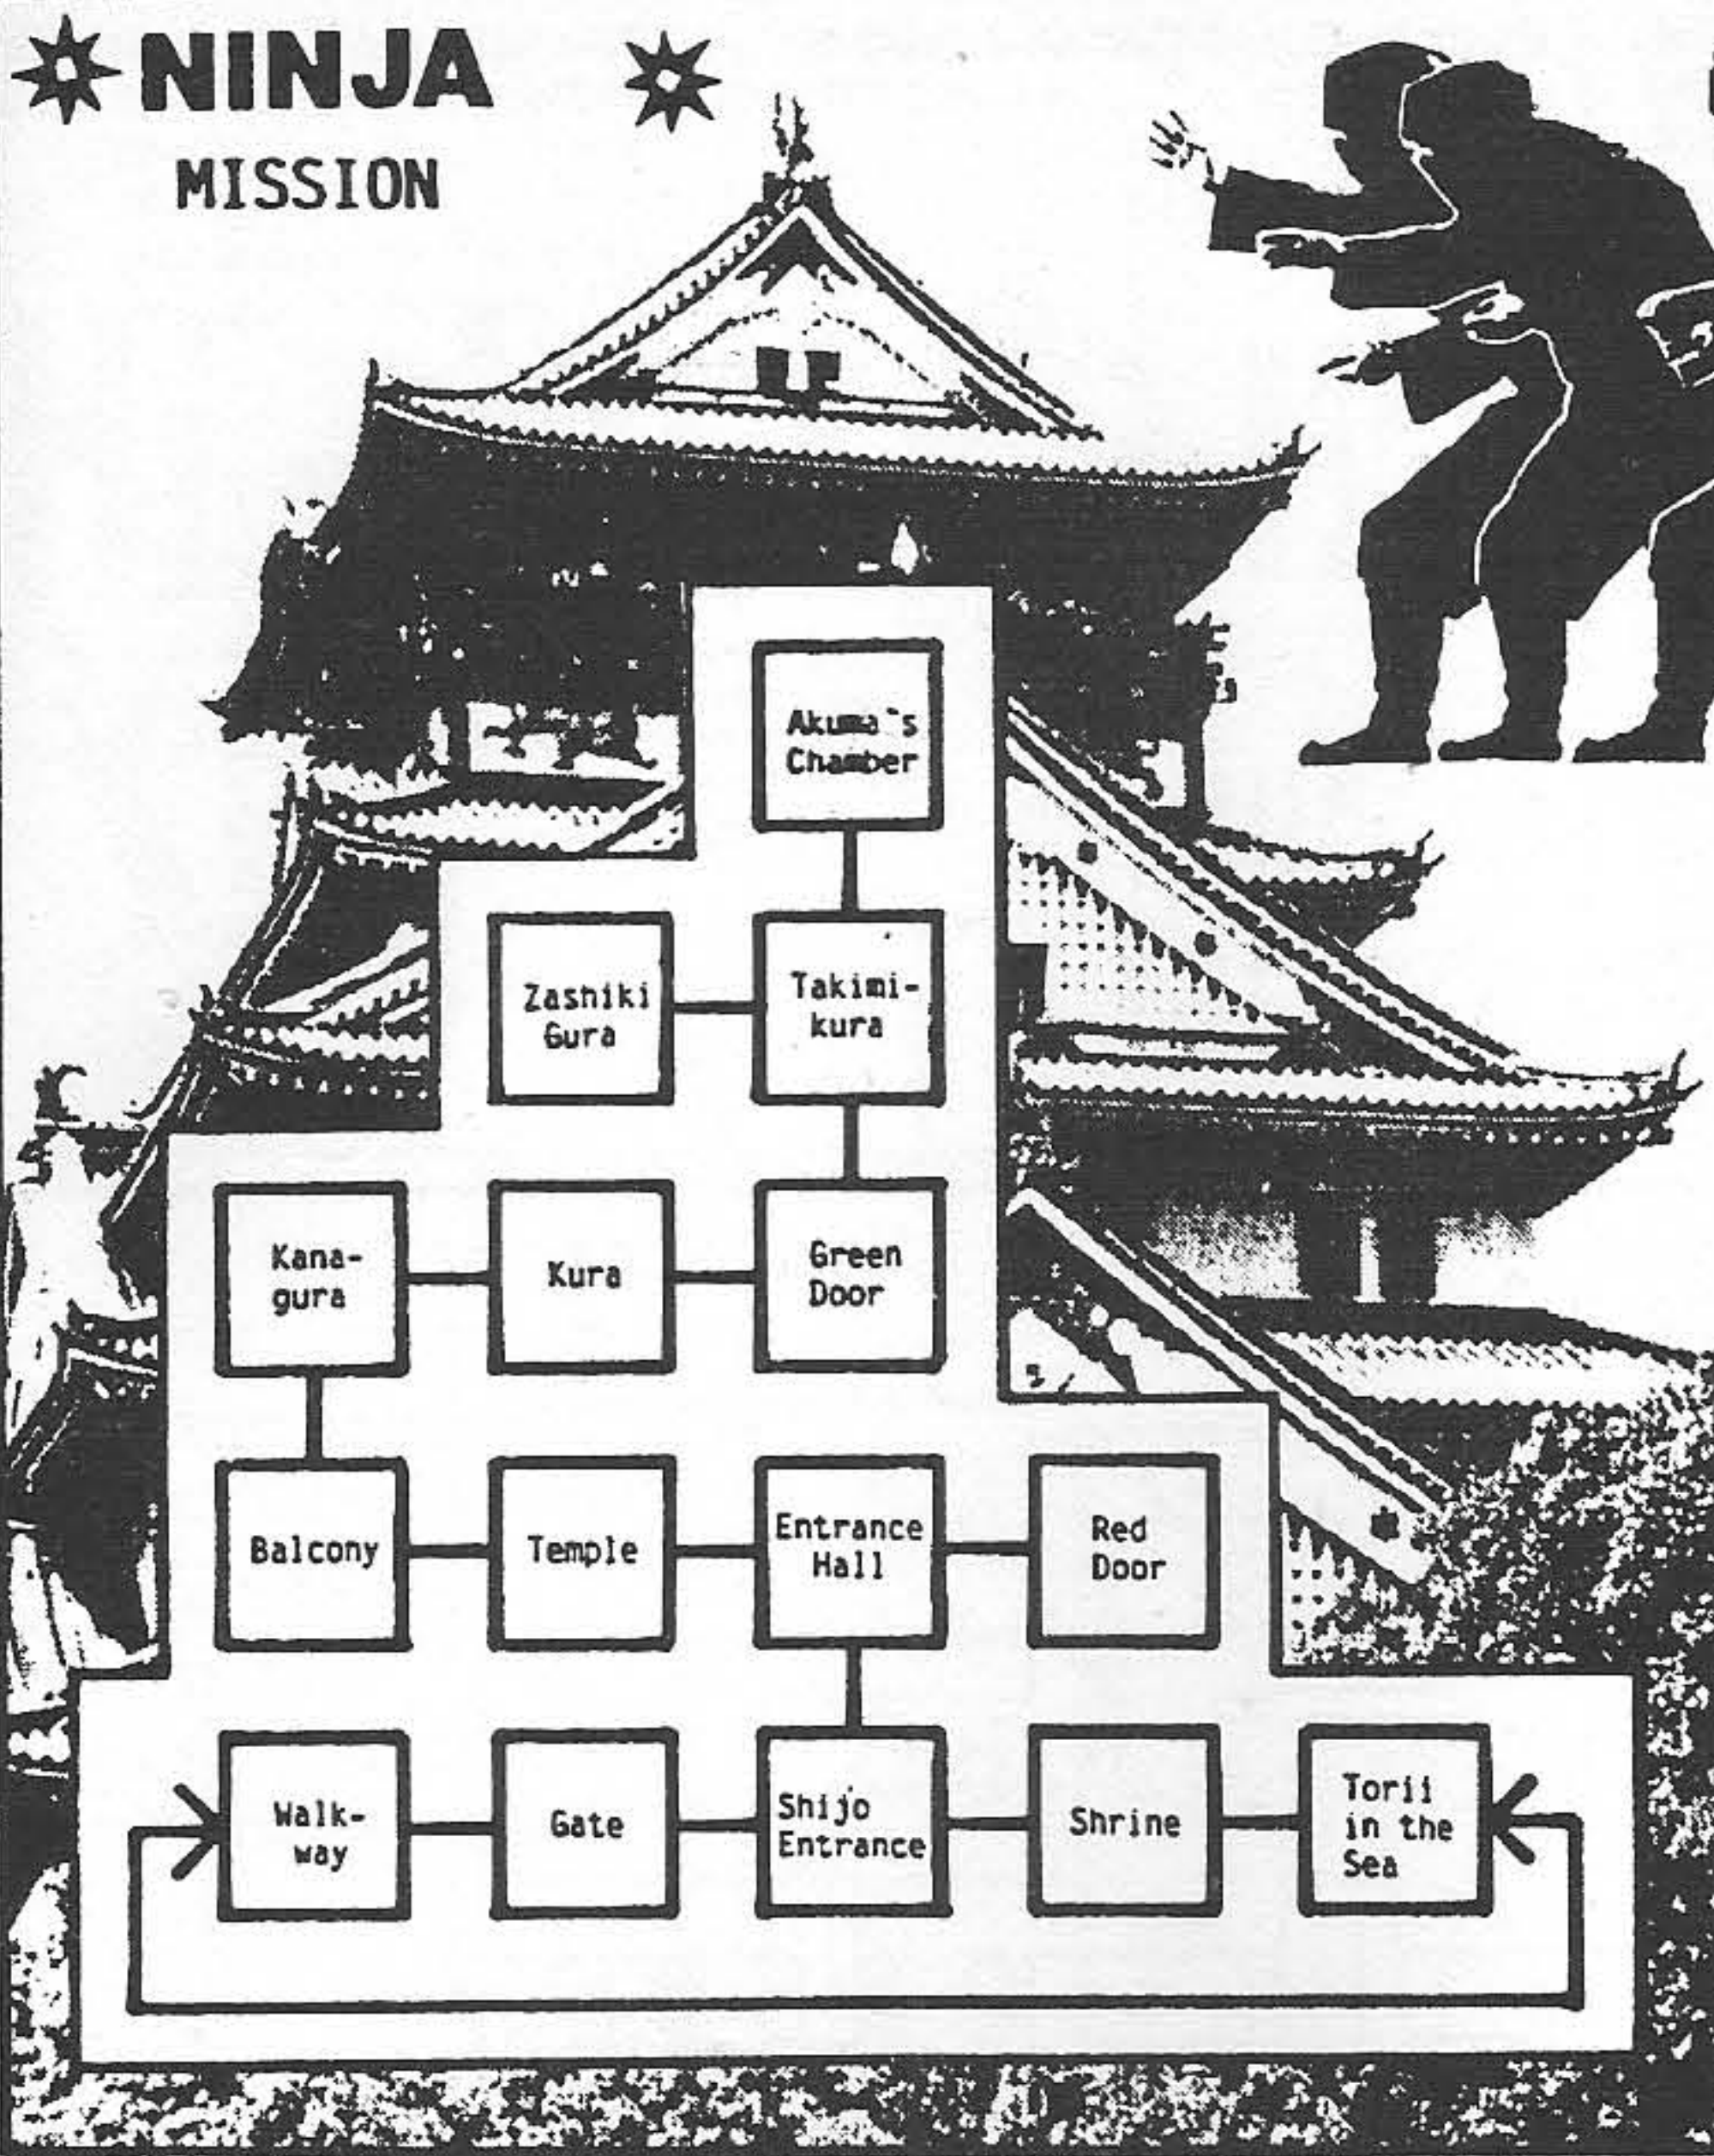 NINJA
MISSION
Akuma`s
Chamber
Zashiki
Gura
Takimi-
kura
Kana-
gura
Kura
Green
Door
Balcony
Temple
Entrance
Hall
Red
Door
Walk-
way
Gate
Shijo
Entrance
Shrine
Torii
in the
Sea